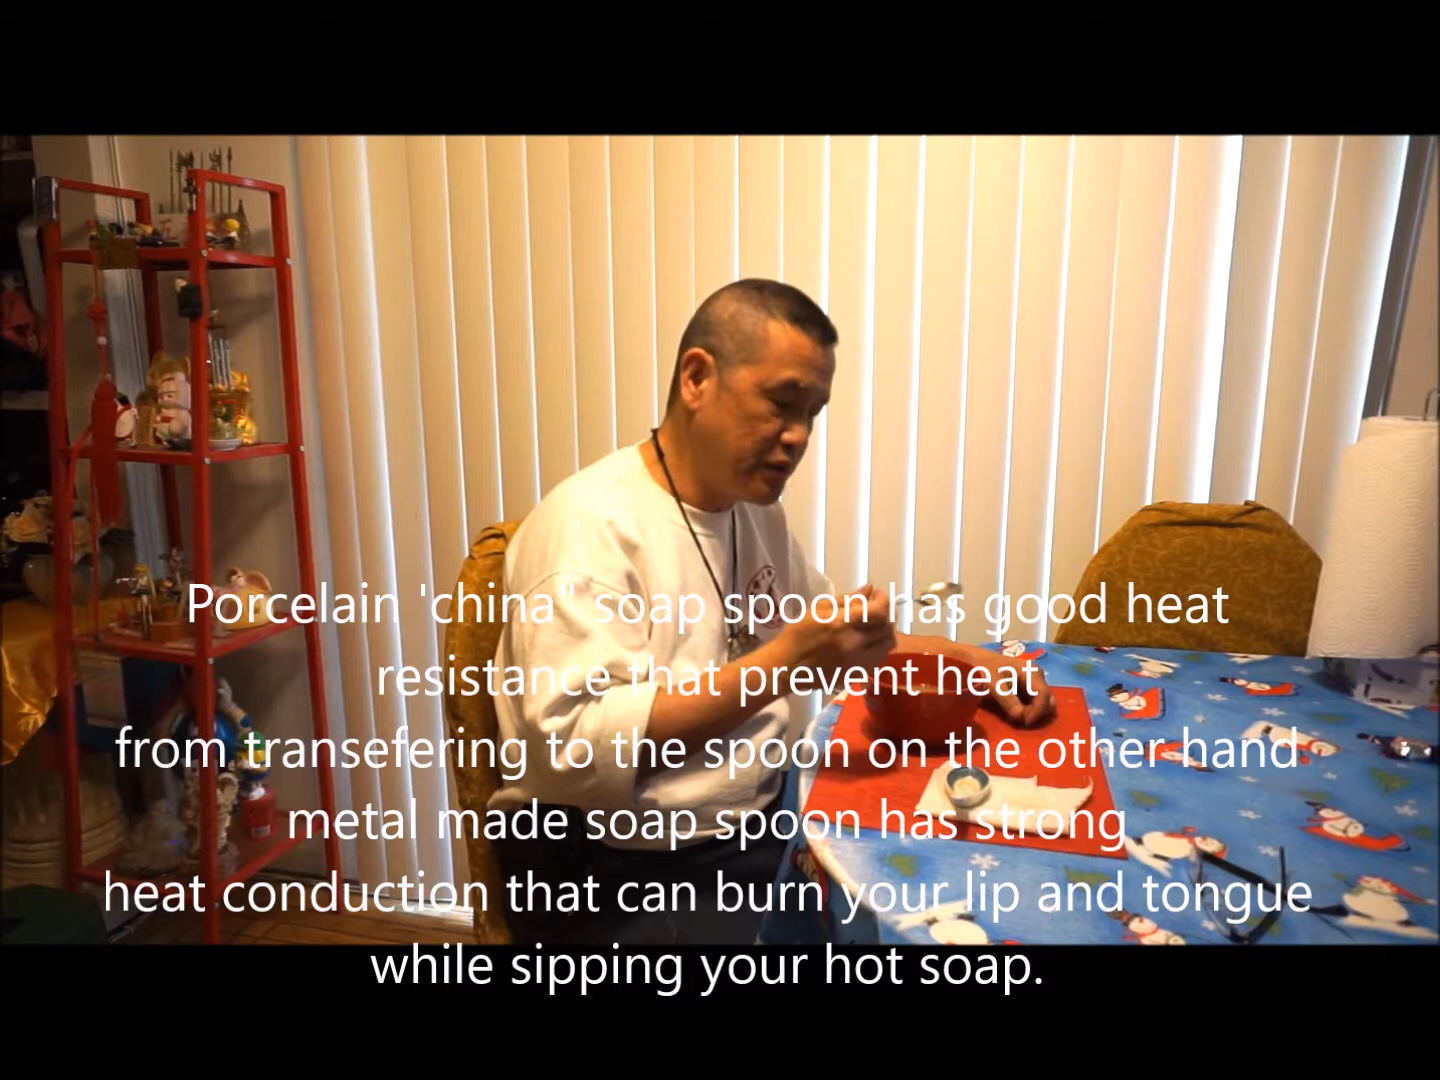 Porcelain 'china" soap spoon has good heat
resistance that prevent heat
from transefering to the spoon on the other hand
metal made soap spoon has strong
heat conduction that can burn your lip and tongue
while sipping your hot soap.